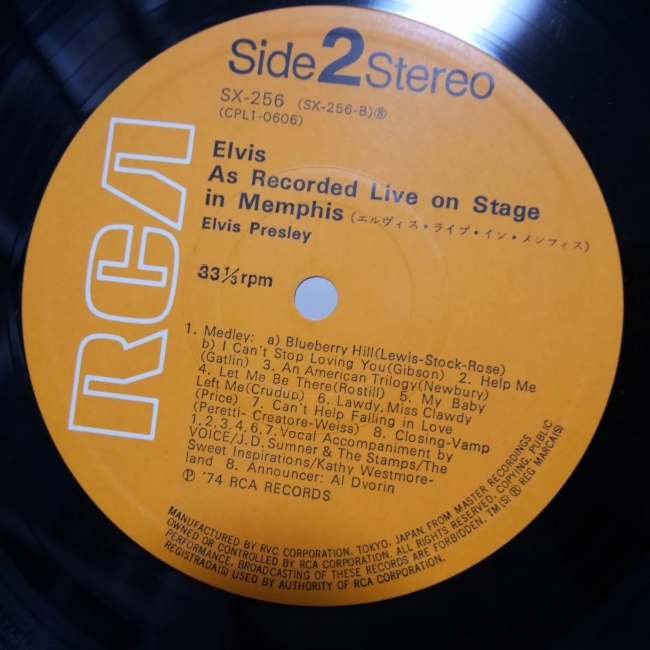 Side 2 Stereo
SX-256 (SX-256-B)Ⓡ
(CPL1-0606)
Elvis
As Recorded Live on Stage
in Memphis (エルヴィス・ライブ・イン・メンフィス)
Elvis Presley
RCA
33⅓rpm
1. Medley: a) Blueberry Hill(Lewis-Stock-Rose)
b) I Can't Stop Loving You(Gibson) 2. Help Me
(Gatlin) 3. An American Trilogy(Newbury)
4. Let Me Be There(Rostill) 5. My Baby
Left Me(Crudup) 6. Lawdy, Miss Clawdy
(Price) 7. Can't Help Falling in Love
(Peretti- Creatore-Weiss) 8. Closing-Vamp
1,2,3,4,6,7,Vocal Accompaniment by
VOICE/J.D. Sumner & The Stamps/The
Sweet Inspirations/Kathy Westmore-
land 8. Announcer: Al Dvorin
Ⓟ '74 RCA RECORDS
MANUFACTURED BY RVC CORPORATION, TOKYO, JAPAN FROM MASTER RECORDINGS
OWNED OR CONTROLLED BY RCA CORPORATION. ALL RIGHTS RESERVED, COPYING, PUBLIC
PERFORMANCE, BROADCASTING OF THESE RECORDS ARE FORBIDDEN. TM(S) Ⓡ REG MARCA(S)
REGISTRADA(S) USED BY AUTHORITY OF RCA CORPORATION.